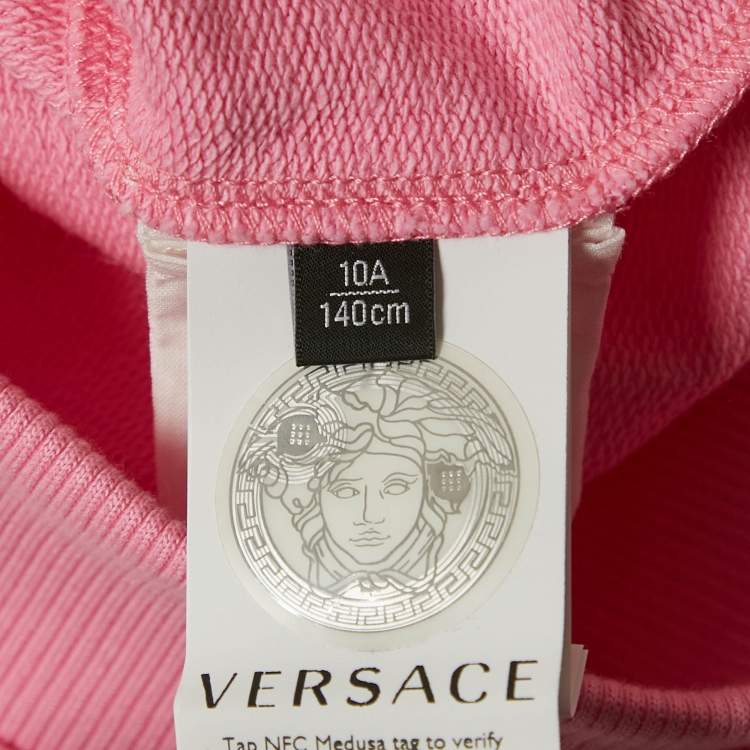 10A
140cm
VERSACE
Tap NFC Medusa tag to verify